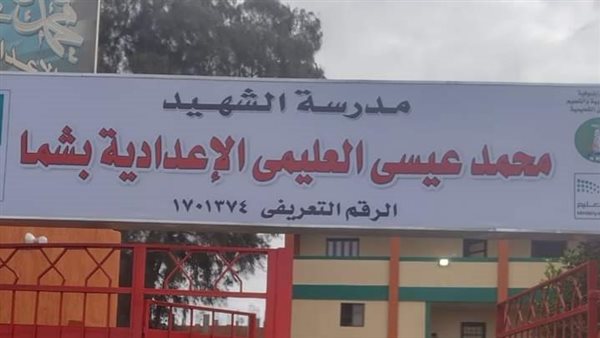 مدرسة الشهيد
محمد عيسى العليمى الإعدادية بشما
الرقم التعريفى ١٧٠١٣٧٤